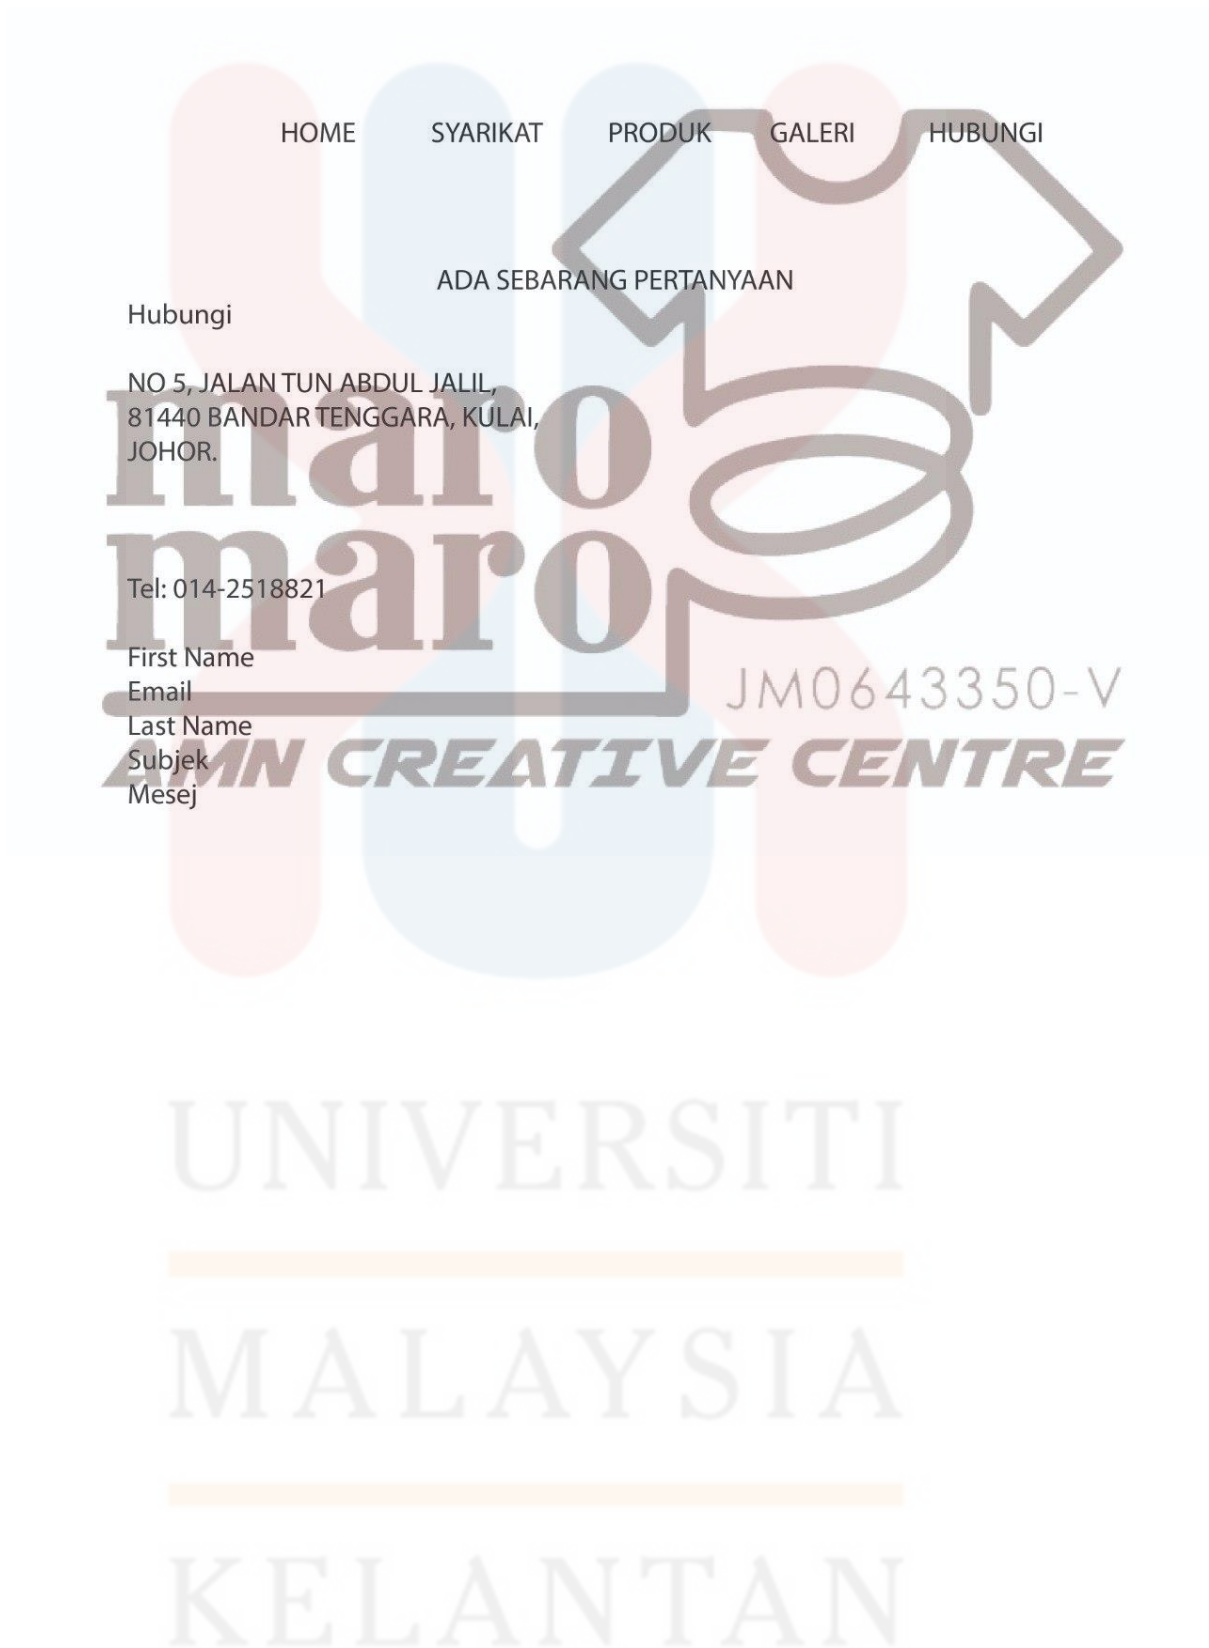 HOME SYARIKAT PRODUK GALERI HUBUNGI
ADA SEBARANG PERTANYAAN
Hubungi
NO 5, JALAN TUN ABDUL JALIL,
81440 BANDAR TENGGARA, KULAI,
JOHOR.
maro
maro
Tel: 014-2518821
First Name
Email
JM0643350-V
Last Name
AMN CREATIVE CENTRE
Subjek
Mesej
UNIVERSITI
MALAYSIA
KELANTAN